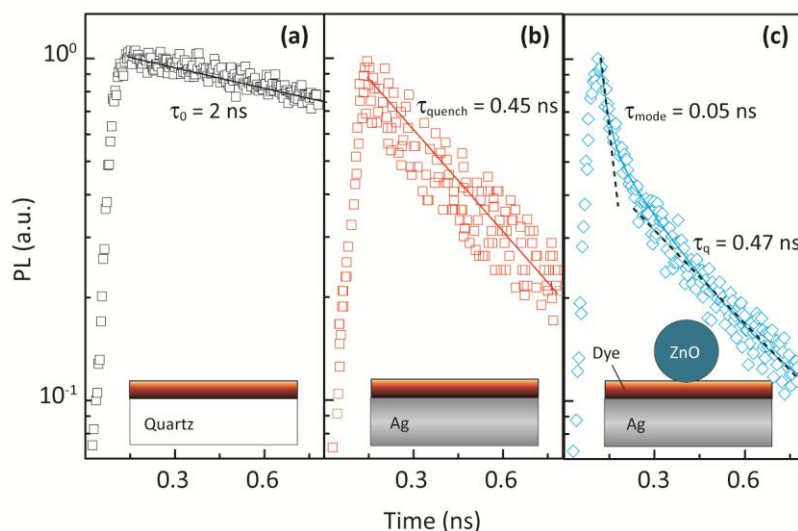 (a)
(b)
(c)
10⁰
10⁻¹
PL (a.u.)
τ₀ = 2 ns
τquench = 0.45 ns
τmode = 0.05 ns
τq = 0.47 ns
Quartz
Ag
ZnO
Dye
Ag
0.3 0.6 0.3 0.6 0.3 0.6
Time (ns)